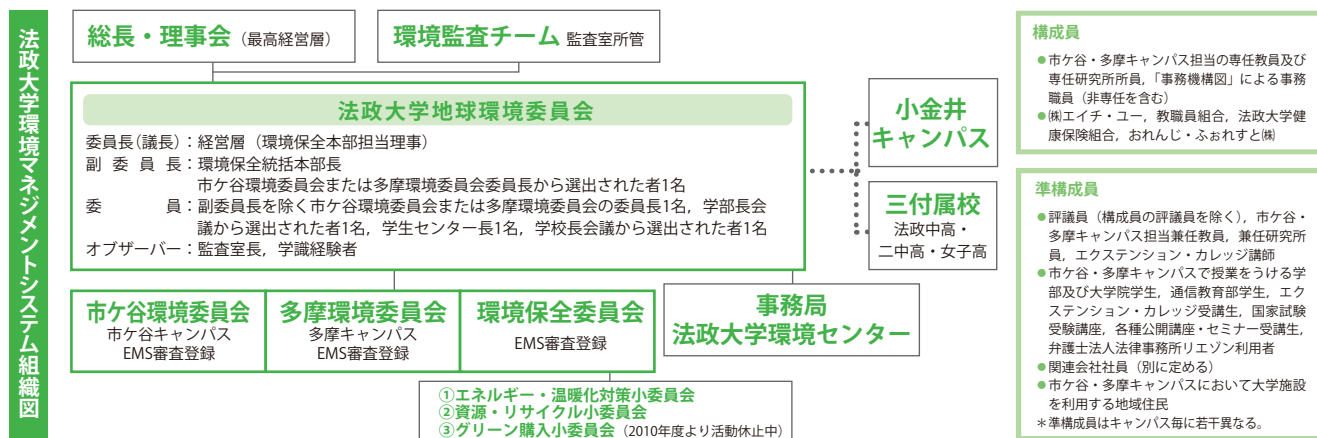 法政大学環境マネジメントシステム組織図
総長・理事会（最高経営層）
環境監査チーム 監査室所管
法政大学地球環境委員会
委員長（議長）：経営層（環境保全本部担当理事）
副委員長：環境保全統括本部長
市ケ谷環境委員会または多摩環境委員会委員長から選出された者1名
委員：副委員長を除く市ケ谷環境委員会または多摩環境委員会の委員長1名，学部長会
議から選出された者1名，学生センター長1名，学校長会議から選出された者1名
オブザーバー：監査室長，学識経験者
小金井
キャンパス
三付属校
法政中高・
二中高・女子高
市ケ谷環境委員会
市ケ谷キャンパス
EMS審査登録
多摩環境委員会
多摩キャンパス
EMS審査登録
環境保全委員会
EMS審査登録
事務局
法政大学環境センター
①エネルギー・温暖化対策小委員会
②資源・リサイクル小委員会
③グリーン購入小委員会（2010年度より活動休止中）
構成員
●市ケ谷・多摩キャンパス担当の専任教員及び
専任研究所所員，「事務機構図」による事務
職員（非専任を含む）
●㈱エイチ・ユー，教職員組合，法政大学健
康保険組合，おれんじ・ふぉれすと㈱
準構成員
●評議員（構成員の評議員を除く），市ケ谷・
多摩キャンパス担当兼任教員，兼任研究所
員，エクステンション・カレッジ講師
●市ケ谷・多摩キャンパスで授業をうける学
部及び大学院学生，通信教育部学生，エク
ステンション・カレッジ受講生，国家試験
受験講座，各種公開講座・セミナー受講生，
弁護士法人法律事務所リエゾン利用者
●関連会社社員（別に定める）
●市ケ谷・多摩キャンパスにおいて大学施設
を利用する地域住民
＊準構成員はキャンパス毎に若干異なる。